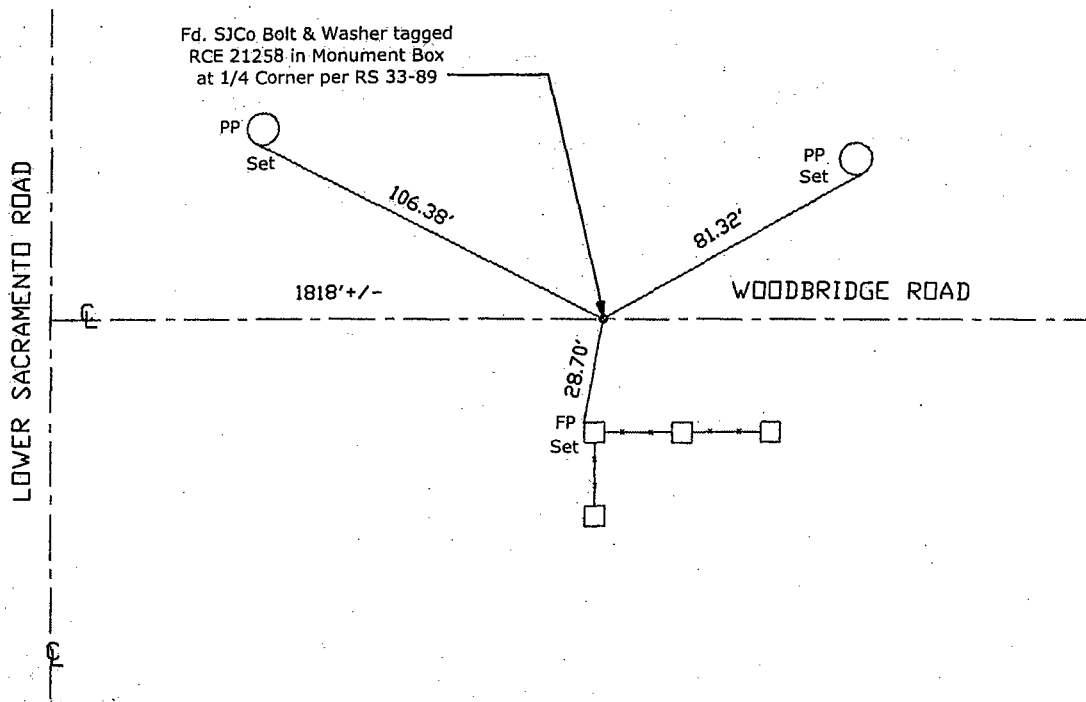 Fd. SJCo Bolt & Washer tagged
RCE 21258 in Monument Box
at 1/4 Corner per RS 33-89
PP
Set
PP
Set
106.38'
81.32'
LOWER SACRAMENTO ROAD
1818'+/-
WOODBRIDGE ROAD
℄
28.70'
FP
Set
℄